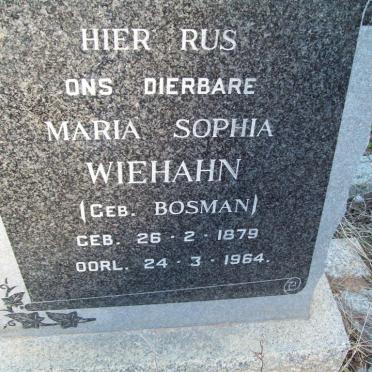 HIER RUS
ONS DIERBARE
MARIA SOPHIA
WIEHAHN
(GEB. BOSMAN)
GEB. 26-2-1879
OORL. 24-3-1964.